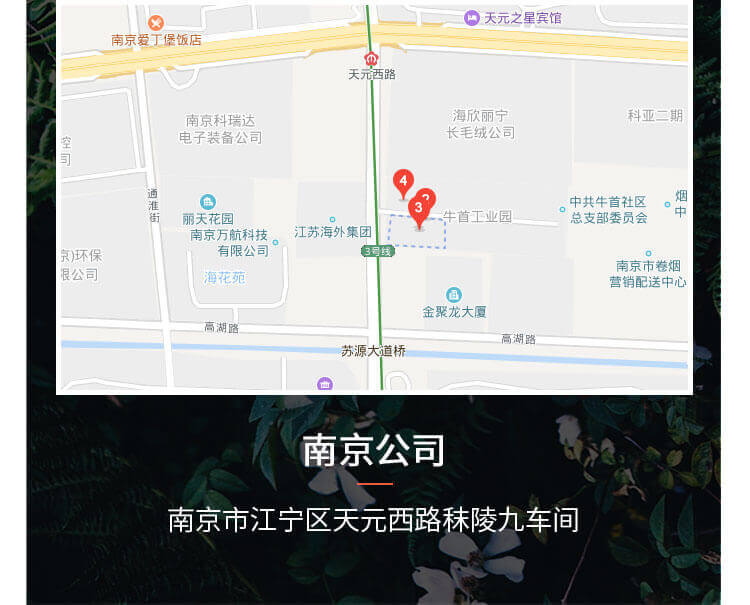 天元之星宾馆
南京爱丁堡饭店
天元西路
南京科瑞达
电子装备公司
海欣丽宁
长毛绒公司
科亚二期
控
司
通淮街
4
3
丽天花园
南京万航科技
有限公司
江苏海外集团
牛首工业园
中共牛首社区
总支部委员会
烟
中
3号线
京)环保
限公司
海花苑
南京市卷烟
营销配送中心
金聚龙大厦
高湖路
高湖路
苏源大道桥
南京公司
南京市江宁区天元西路秣陵九车间